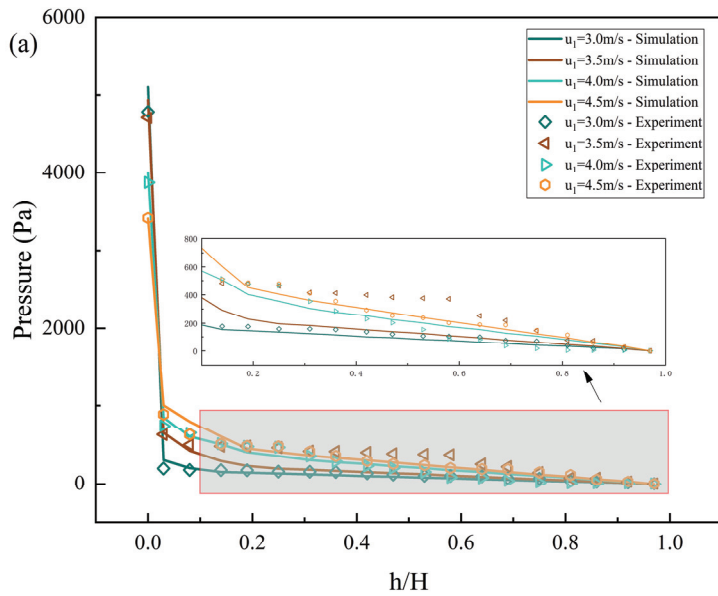 (a)
6000
4000
2000
0
Pressure (Pa)
u1=3.0m/s - Simulation
u1=3.5m/s - Simulation
u1=4.0m/s - Simulation
u1=4.5m/s - Simulation
u1=3.0m/s - Experiment
u1=3.5m/s - Experiment
u1=4.0m/s - Experiment
u1=4.5m/s - Experiment
800
600
400
200
0
0.2 0.4 0.6 0.8 1.0
0.0 0.2 0.4 0.6 0.8 1.0
h/H